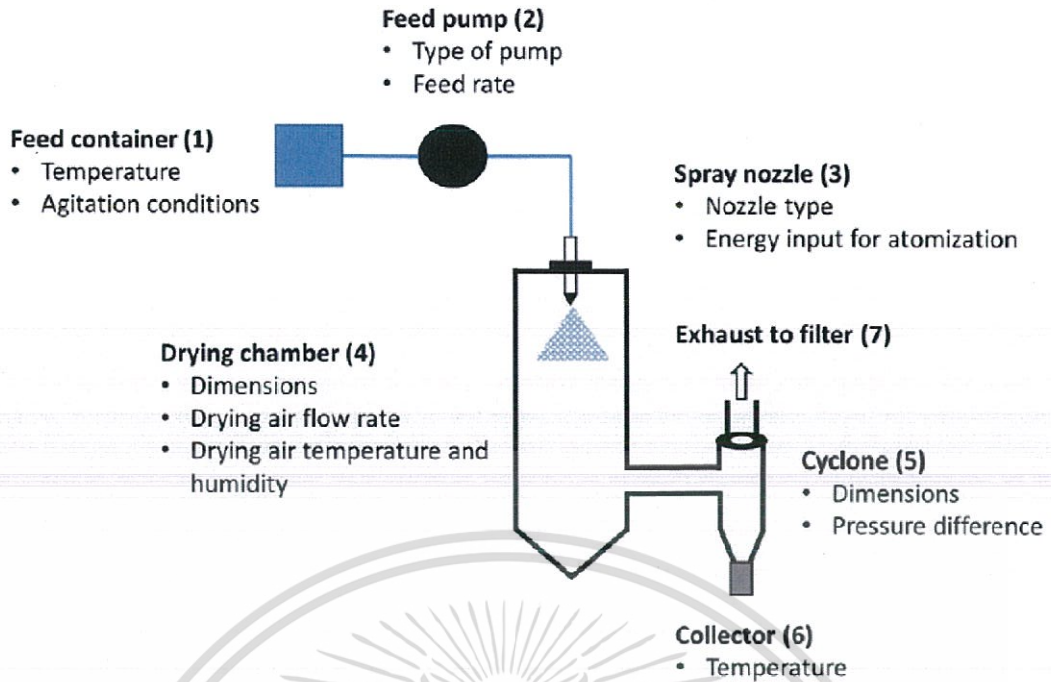 Feed pump (2)
• Type of pump
• Feed rate
Feed container (1)
• Temperature
• Agitation conditions
Spray nozzle (3)
• Nozzle type
• Energy input for atomization
Drying chamber (4)
• Dimensions
• Drying air flow rate
• Drying air temperature and
humidity
Exhaust to filter (7)
Cyclone (5)
• Dimensions
• Pressure difference
Collector (6)
• Temperature